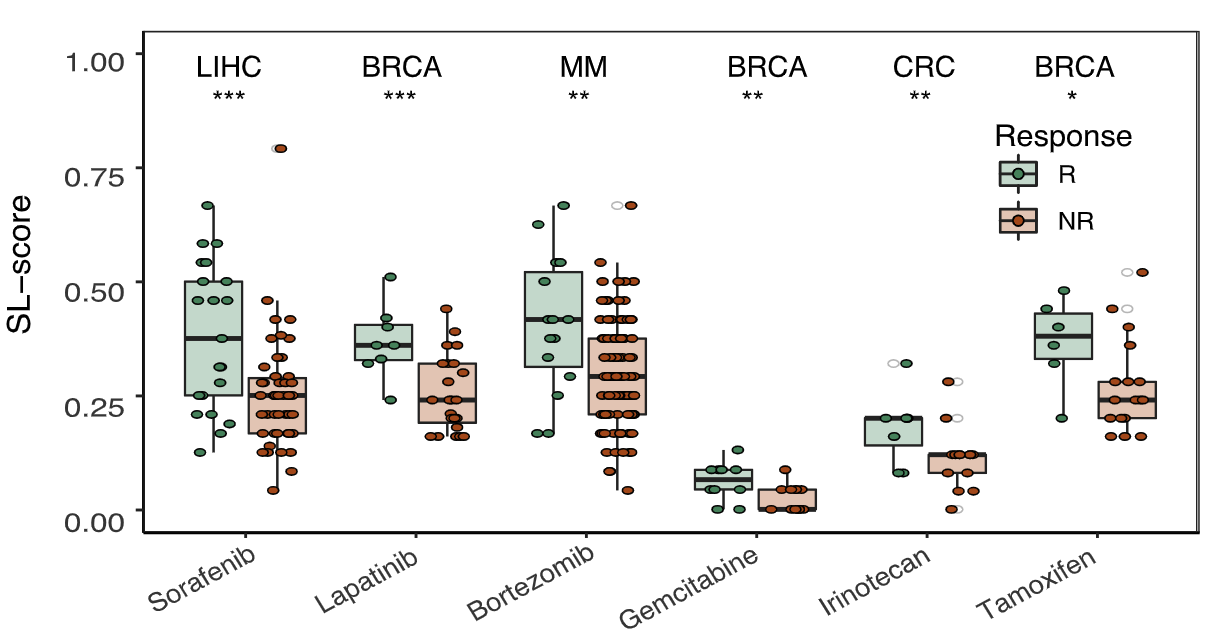 LIHC BRCA MM BRCA CRC BRCA
*** *** ** ** ** *
Response
R
NR
SL−score
1.00
0.75
0.50
0.25
0.00
Sorafenib Lapatinib Bortezomib Gemcitabine Irinotecan Tamoxifen